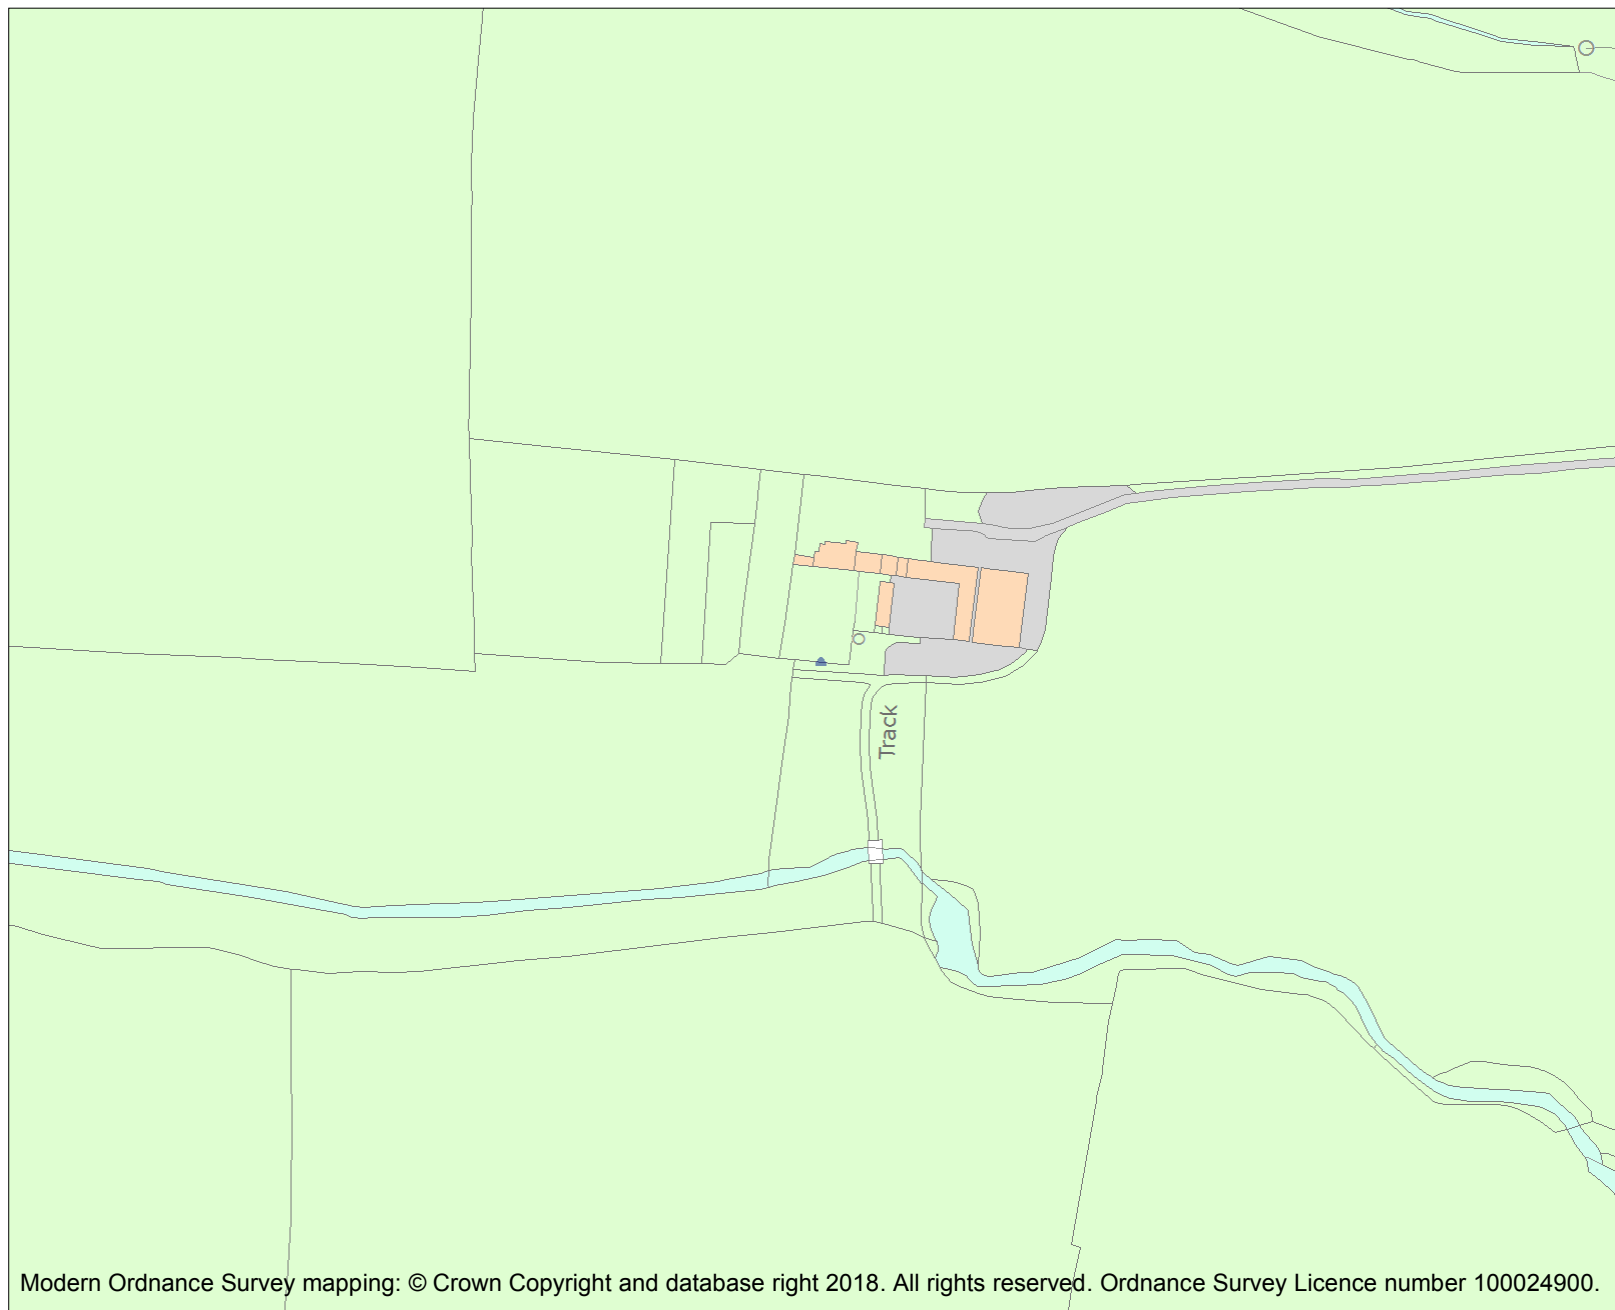 Track
Modern Ordnance Survey mapping: © Crown Copyright and database right 2018. All rights reserved. Ordnance Survey Licence number 100024900.